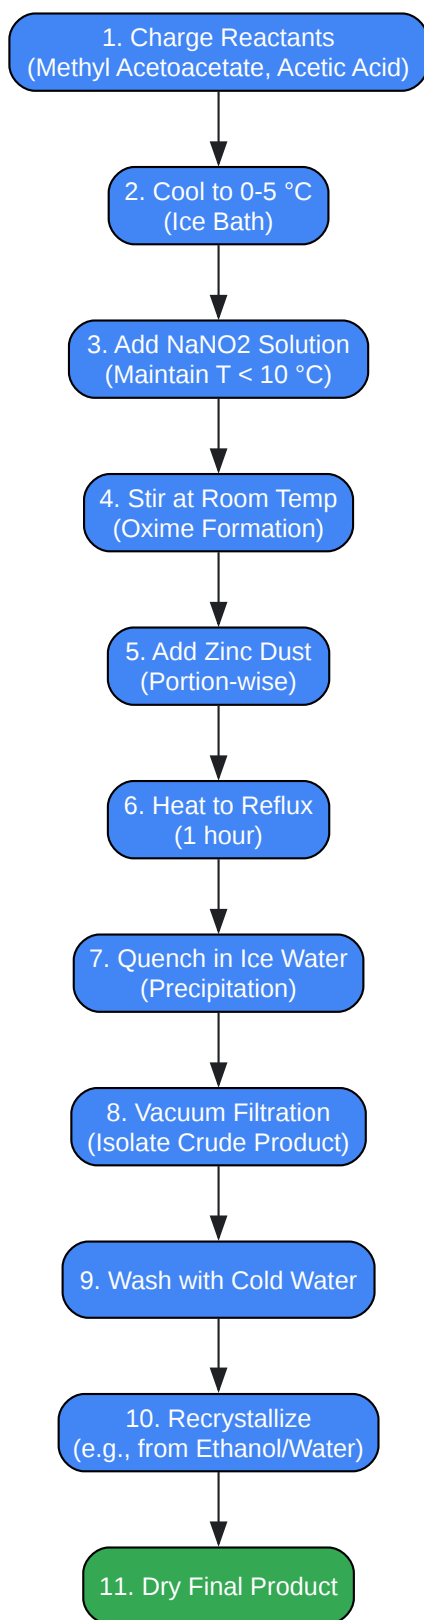 1. Charge Reactants
(Methyl Acetoacetate, Acetic Acid)
2. Cool to 0-5 °C
(Ice Bath)
3. Add NaNO2 Solution
(Maintain T < 10 °C)
4. Stir at Room Temp
(Oxime Formation)
5. Add Zinc Dust
(Portion-wise)
6. Heat to Reflux
(1 hour)
7. Quench in Ice Water
(Precipitation)
8. Vacuum Filtration
(Isolate Crude Product)
9. Wash with Cold Water
10. Recrystallize
(e.g., from Ethanol/Water)
11. Dry Final Product